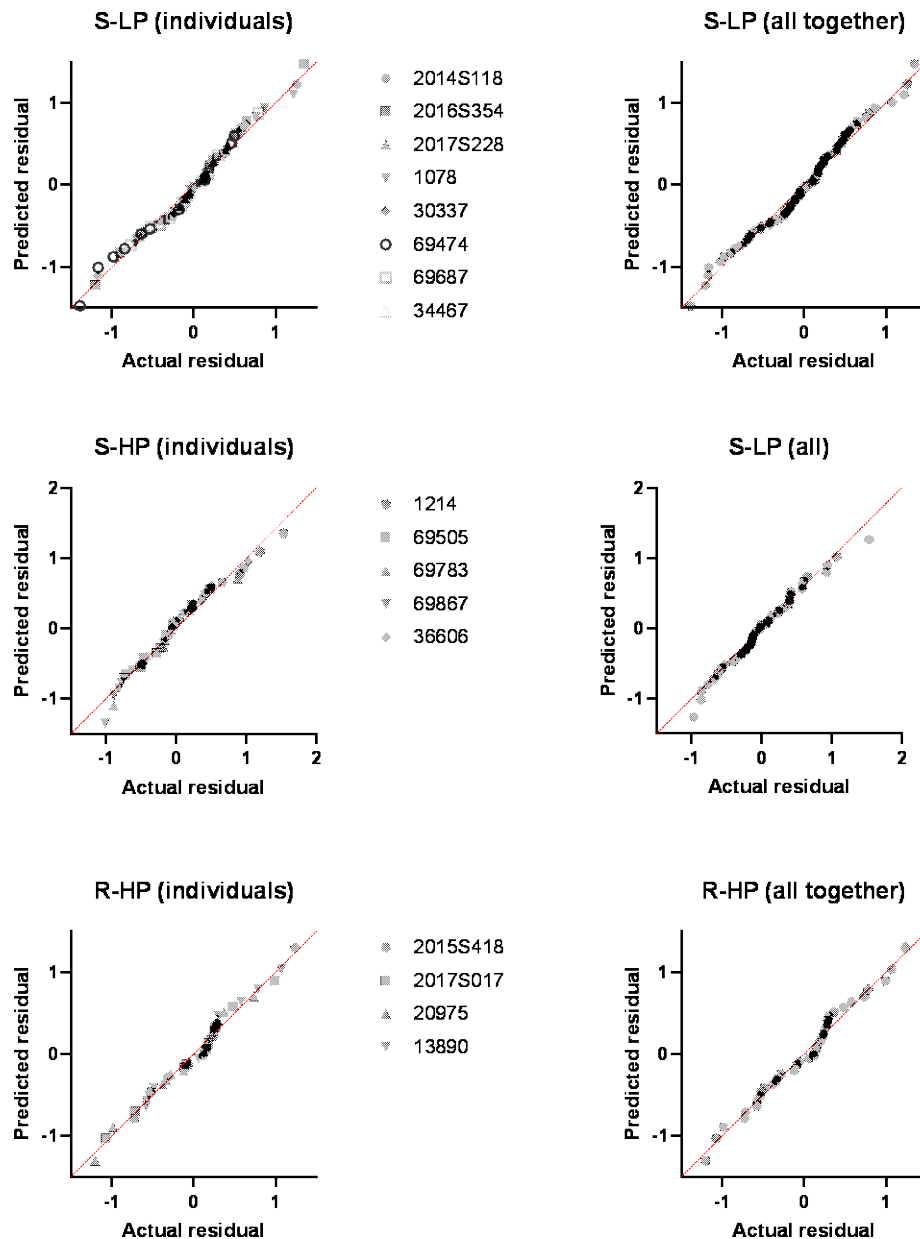 S-LP (individuals)
S-LP (all together)
Predicted residual
1
0
-1
-1 0 1
Actual residual
2014S118
2016S354
2017S228
1078
30337
69474
69687
34467
Predicted residual
1
0
-1
-1 0 1
Actual residual
S-HP (individuals)
S-LP (all)
Predicted residual
2
1
0
-1
-1 0 1 2
Actual residual
1214
69505
69783
69867
36606
Predicted residual
2
1
0
-1
-1 0 1 2
Actual residual
R-HP (individuals)
R-HP (all together)
Predicted residual
1
0
-1
-1 0 1
Actual residual
2015S418
2017S017
20975
13890
Predicted residual
1
0
-1
-1 0 1
Actual residual